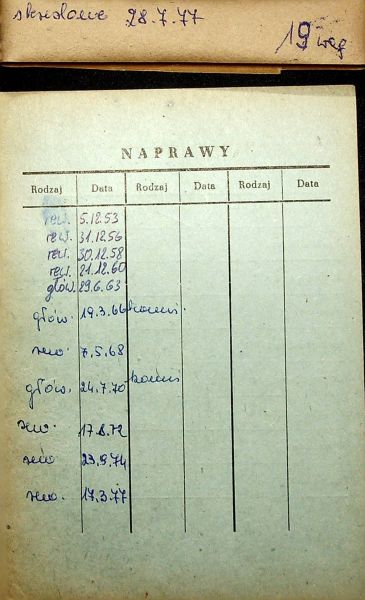 skreślono 28.7.77
19 wag
NAPRAWY
Rodzaj Data Rodzaj Data Rodzaj Data
rew. 5.12.53
rew. 31.12.56
rew. 30.12.58
rew. 21.12.60
głów. 29.6.63
głów. 19.3.66
rew. 7.5.68
głów. 24.7.70
rew. 17.8.72
rew 23.9.74
rew. 17.3.77